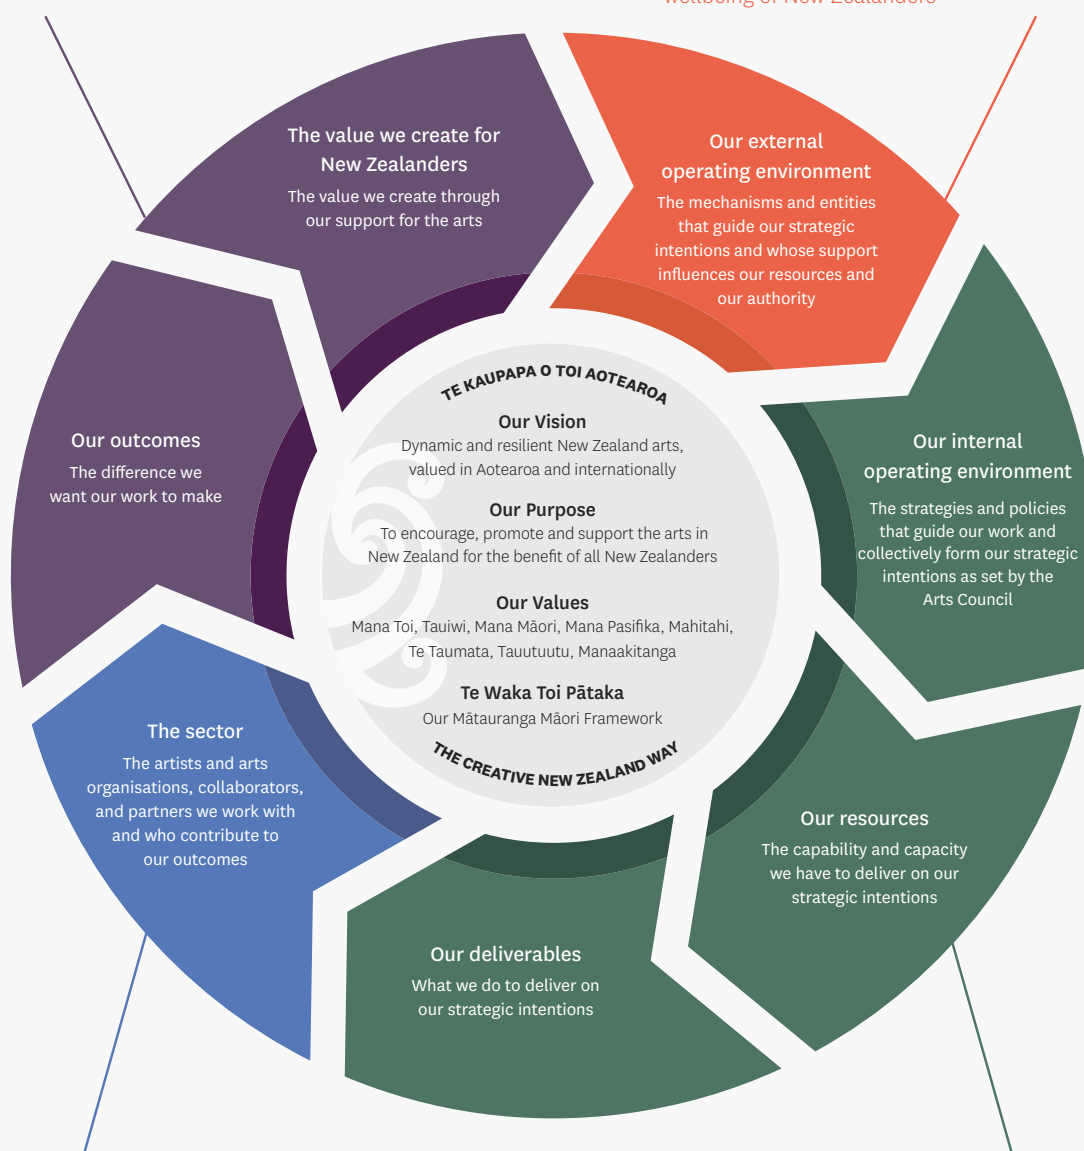 wellbeing of New Zealanders
The value we create for
New Zealanders
The value we create through
our support for the arts
Our external
operating environment
The mechanisms and entities
that guide our strategic
intentions and whose support
influences our resources and
our authority
Our internal
operating environment
The strategies and policies
that guide our work and
collectively form our strategic
intentions as set by the
Arts Council
Our resources
The capability and capacity
we have to deliver on our
strategic intentions
Our deliverables
What we do to deliver on
our strategic intentions
The sector
The artists and arts
organisations, collaborators,
and partners we work with
and who contribute to
our outcomes
Our outcomes
The difference we
want our work to make
TE KAUPAPA O TOI AOTEAROA
Our Vision
Dynamic and resilient New Zealand arts,
valued in Aotearoa and internationally
Our Purpose
To encourage, promote and support the arts in
New Zealand for the benefit of all New Zealanders
Our Values
Mana Toi, Tauiwi, Mana Māori, Mana Pasifika, Mahitahi,
Te Taumata, Tauutuutu, Manaakitanga
Te Waka Toi Pātaka
Our Mātauranga Māori Framework
THE CREATIVE NEW ZEALAND WAY